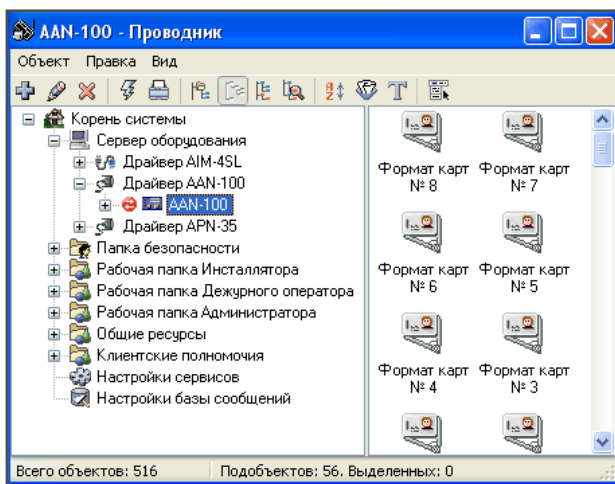 AAN-100 - Проводник
Объект Правка Вид
Корень системы
Сервер оборудования
Драйвер AIM-4SL
Драйвер AAN-100
AAN-100
Драйвер APN-35
Папка безопасности
Рабочая папка Инсталлятора
Рабочая папка Дежурного оператора
Рабочая папка Администратора
Общие ресурсы
Клиентские полномочия
Настройки сервисов
Настройки базы сообщений
Формат карт № 8
Формат карт № 7
Формат карт № 6
Формат карт № 5
Формат карт № 4
Формат карт № 3
Всего объектов: 516
Подобъектов: 56. Выделенных: 0